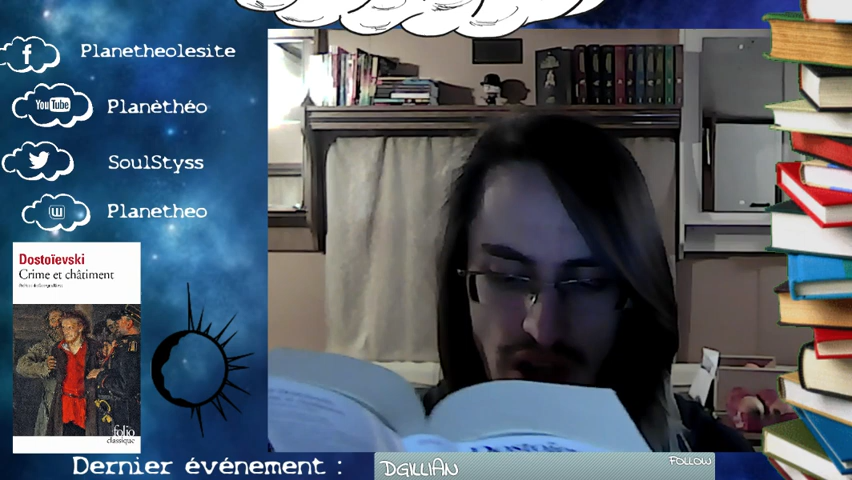 Planetheolesite
You Tube
Planèthéo
SoulStyss
Planetheo
Dostoïevski
Crime et châtiment
folio
classique
Dernier événement :
DGILLIAN
FOLLOW